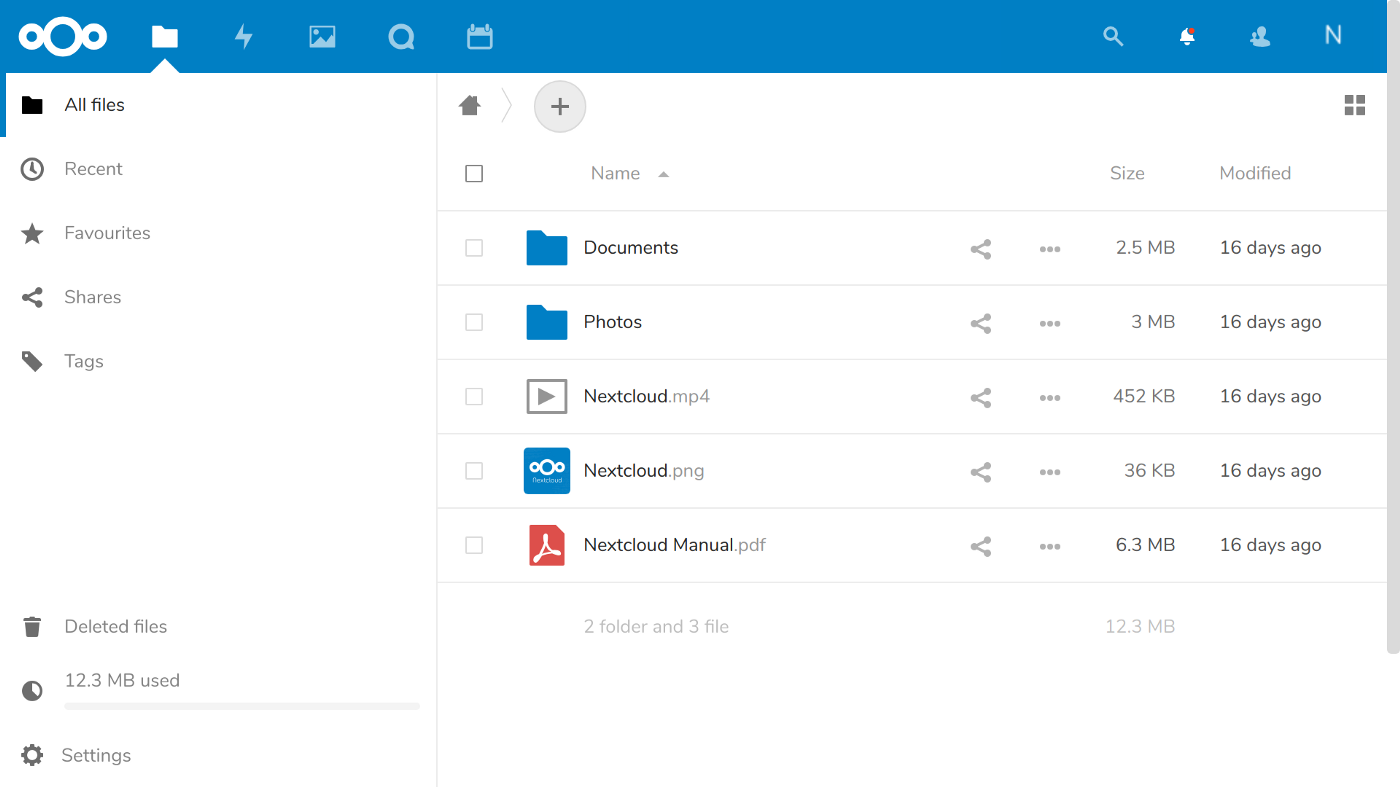 N
All files
Recent
Favourites
Shares
Tags
Deleted files
12.3 MB used
Settings
Name Size Modified
Documents 2.5 MB 16 days ago
Photos 3 MB 16 days ago
Nextcloud.mp4 452 KB 16 days ago
Nextcloud
Nextcloud.png 36 KB 16 days ago
Nextcloud Manual.pdf 6.3 MB 16 days ago
2 folder and 3 file 12.3 MB